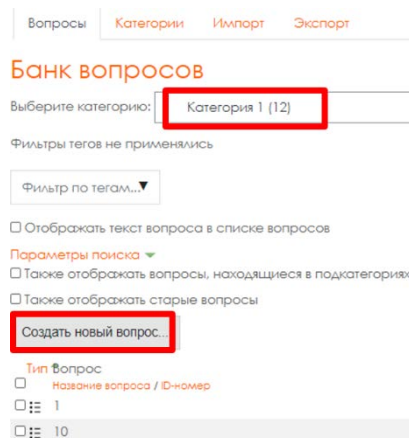 Вопросы Категории Импорт Экспорт
Банк вопросов
Выберите категорию: Категория 1 (12)
Фильтры тегов не применялись
Фильтр по тегам...▼
Отображать текст вопроса в списке вопросов
Параметры поиска
Также отображать вопросы, находящиеся в подкатегориях
Также отображать старые вопросы
Создать новый вопрос...
Тип Вопрос
Название вопроса / ID-номер
1
10